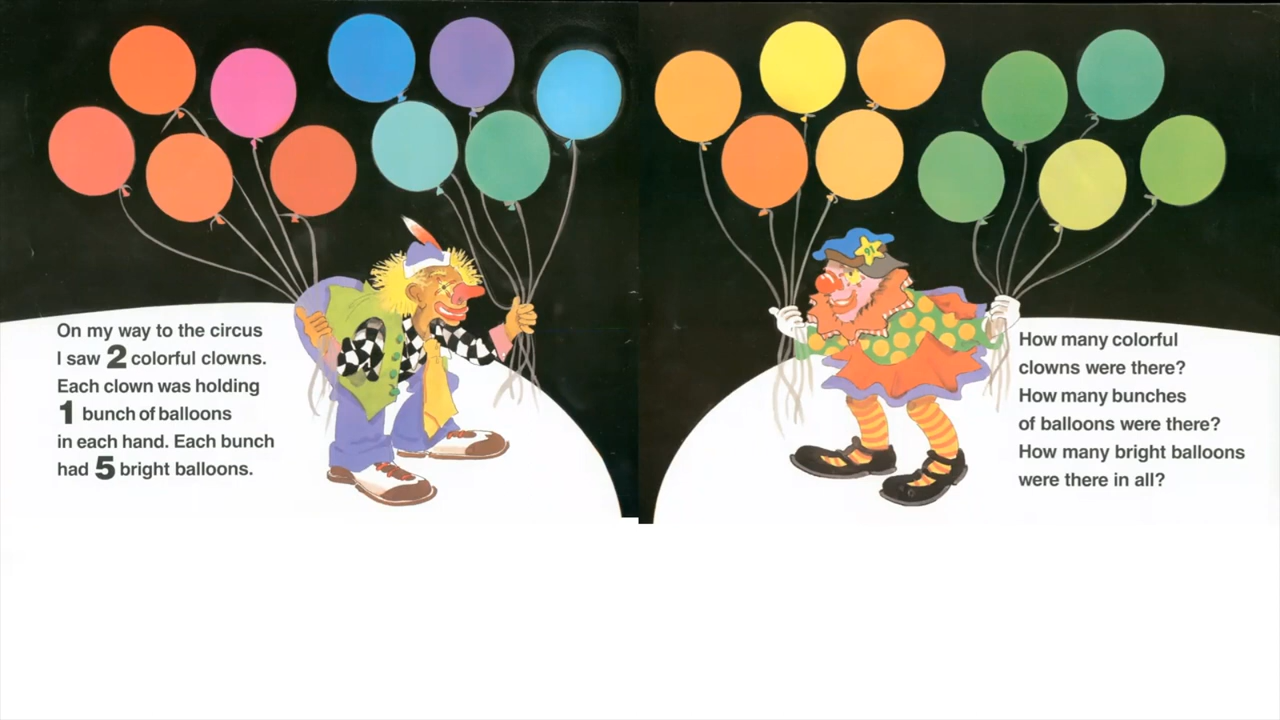 On my way to the circus
I saw 2 colorful clowns.
Each clown was holding
1 bunch of balloons
in each hand. Each bunch
had 5 bright balloons.
How many colorful
clowns were there?
How many bunches
of balloons were there?
How many bright balloons
were there in all?